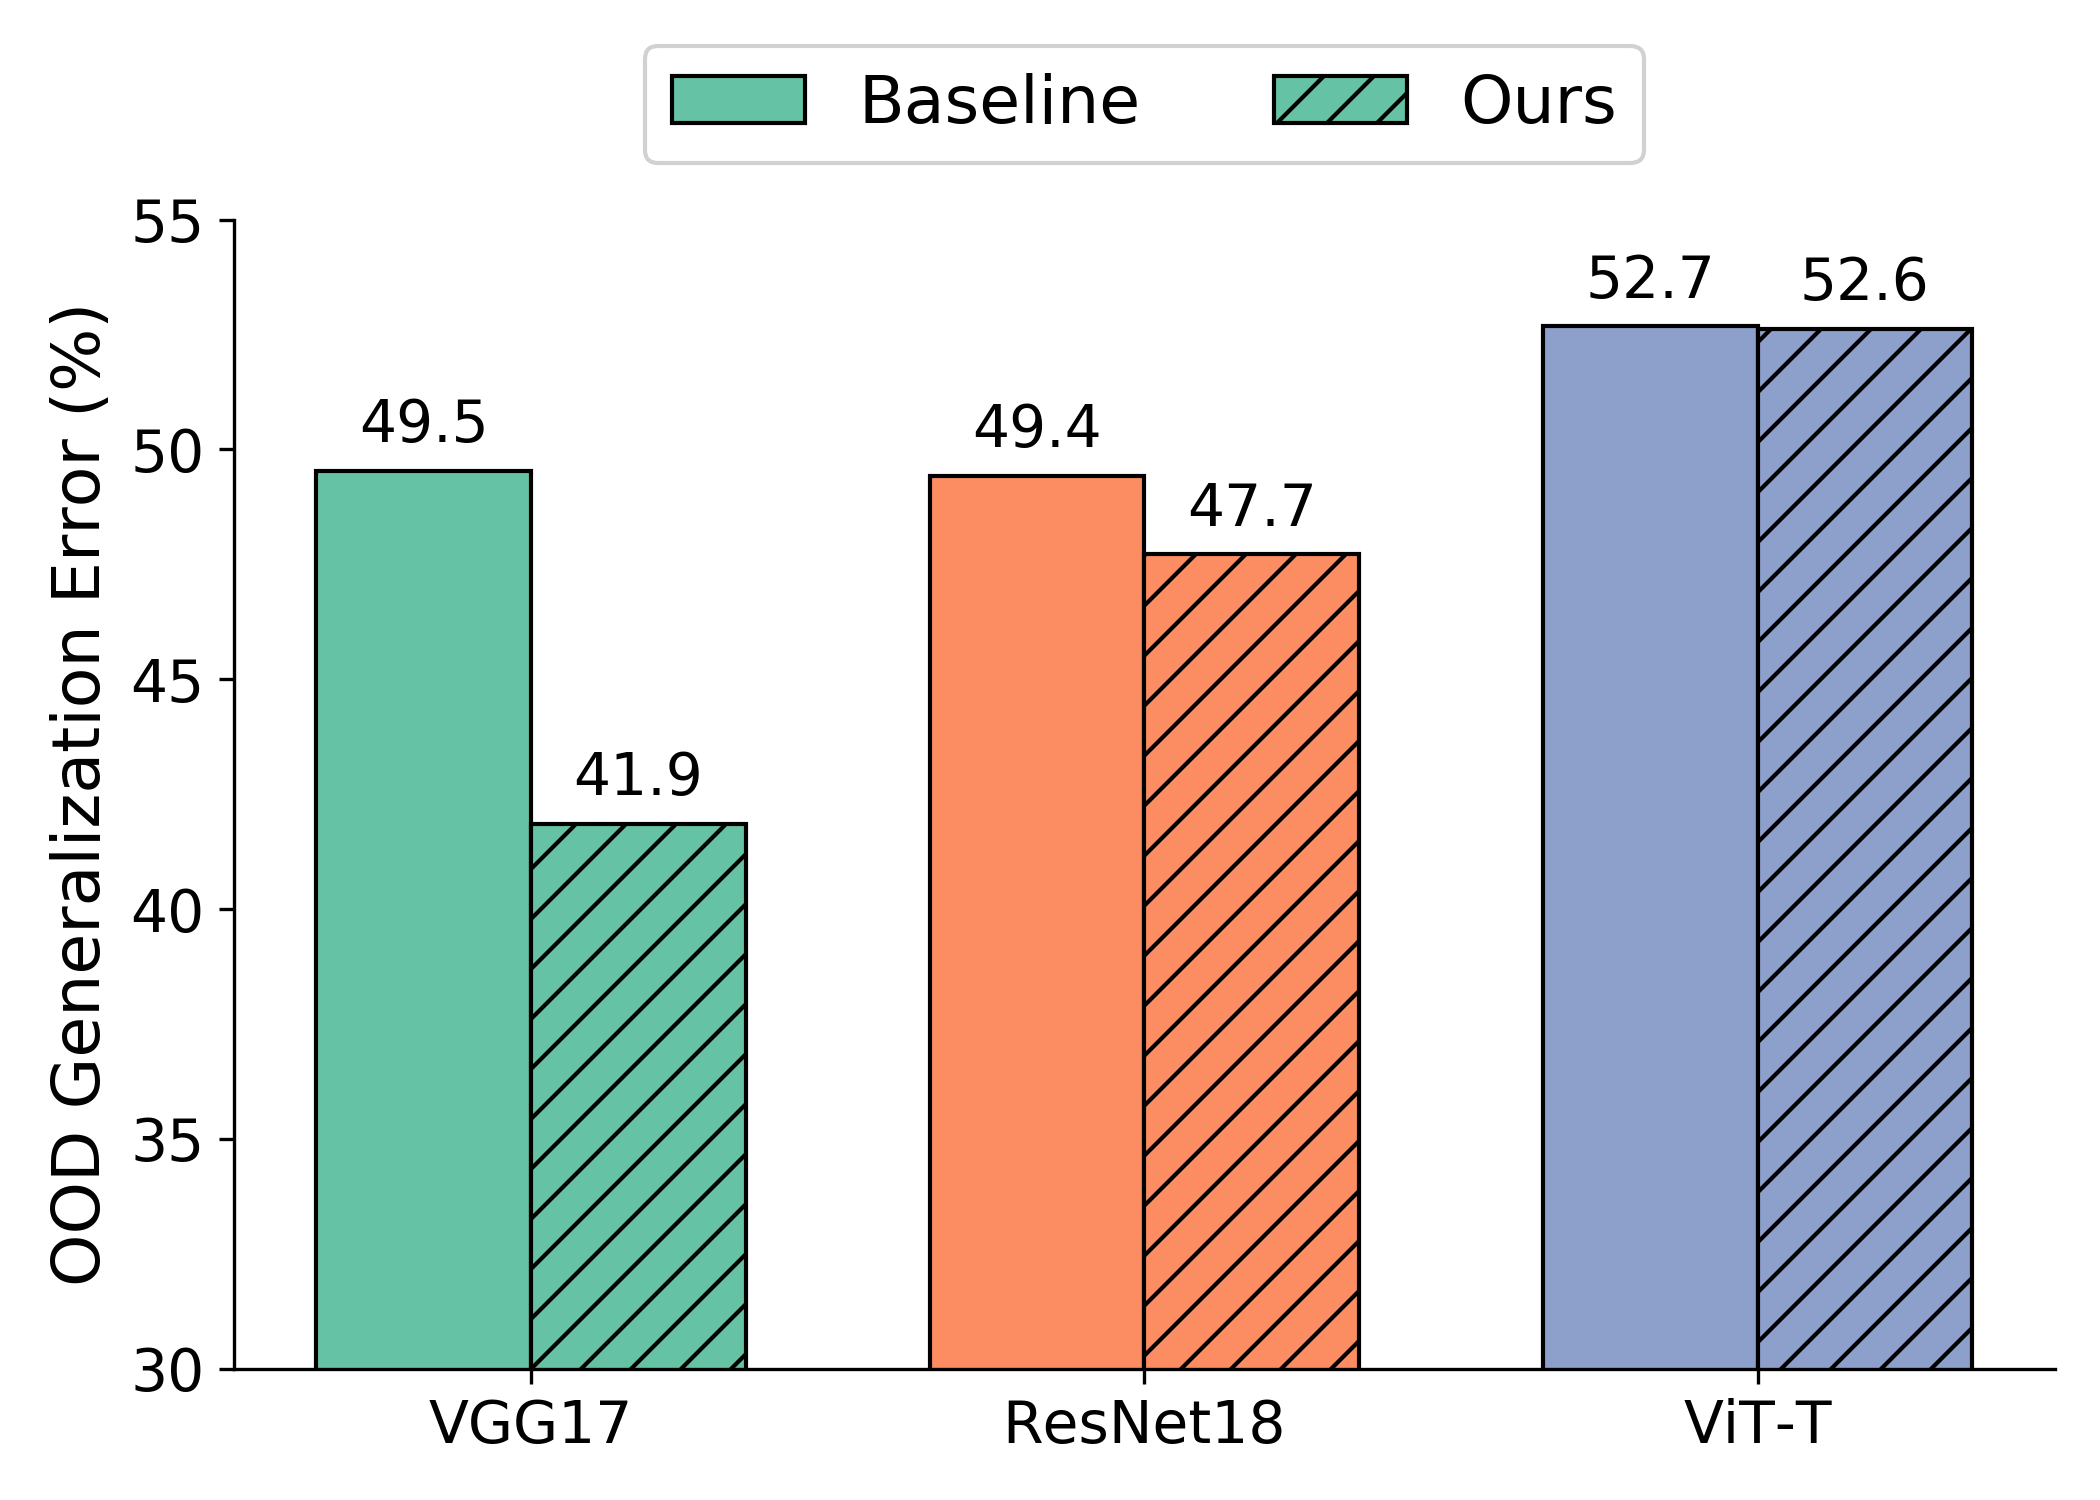 Baseline
Ours
OOD Generalization Error (%)
55
50
45
40
35
30
49.5
41.9
49.4
47.7
52.7
52.6
VGG17
ResNet18
ViT-T